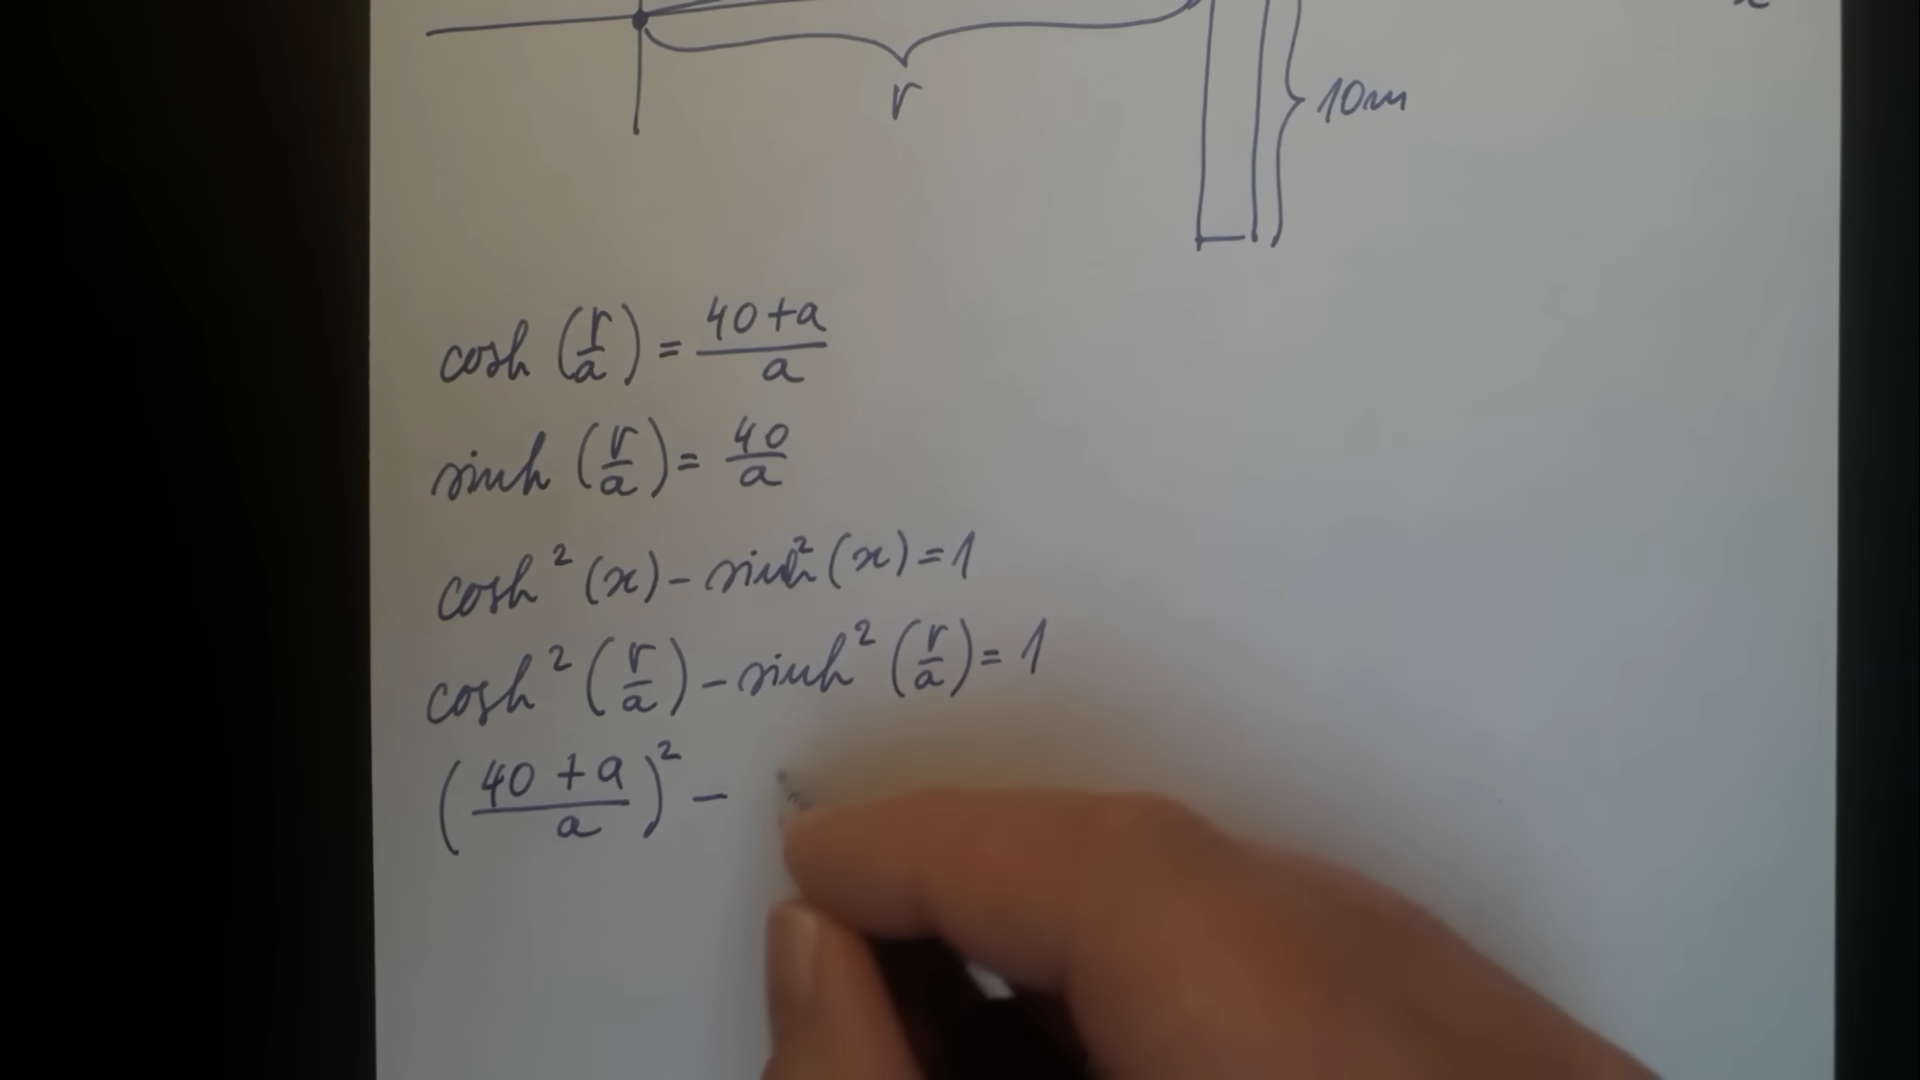 r
10m
cosh (r/a) = (40+a)/a
sinh (r/a) = 40/a
cosh² (x) - sinh² (x) = 1
cosh² (r/a) - sinh² (r/a) = 1
((40+a)/a)² -